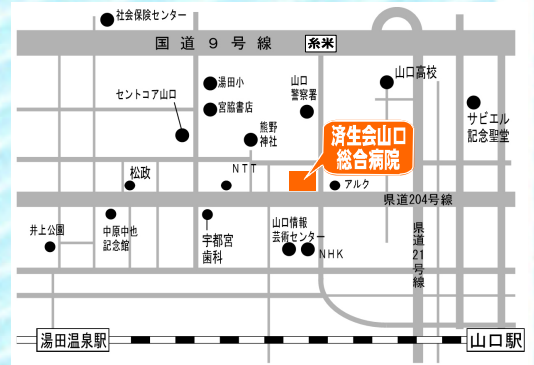 社会保険センター
国道9号線
糸米
湯田小
山口
警察署
山口高校
セントコア山口
宮脇書店
サビエル
記念聖堂
熊野
神社
済生会山口
総合病院
松政
NTT
アルク
県道204号線
井上公園
中原中也
記念館
宇都宮
歯科
山口情報
芸術センター
NHK
県道21号線
湯田温泉駅
山口駅